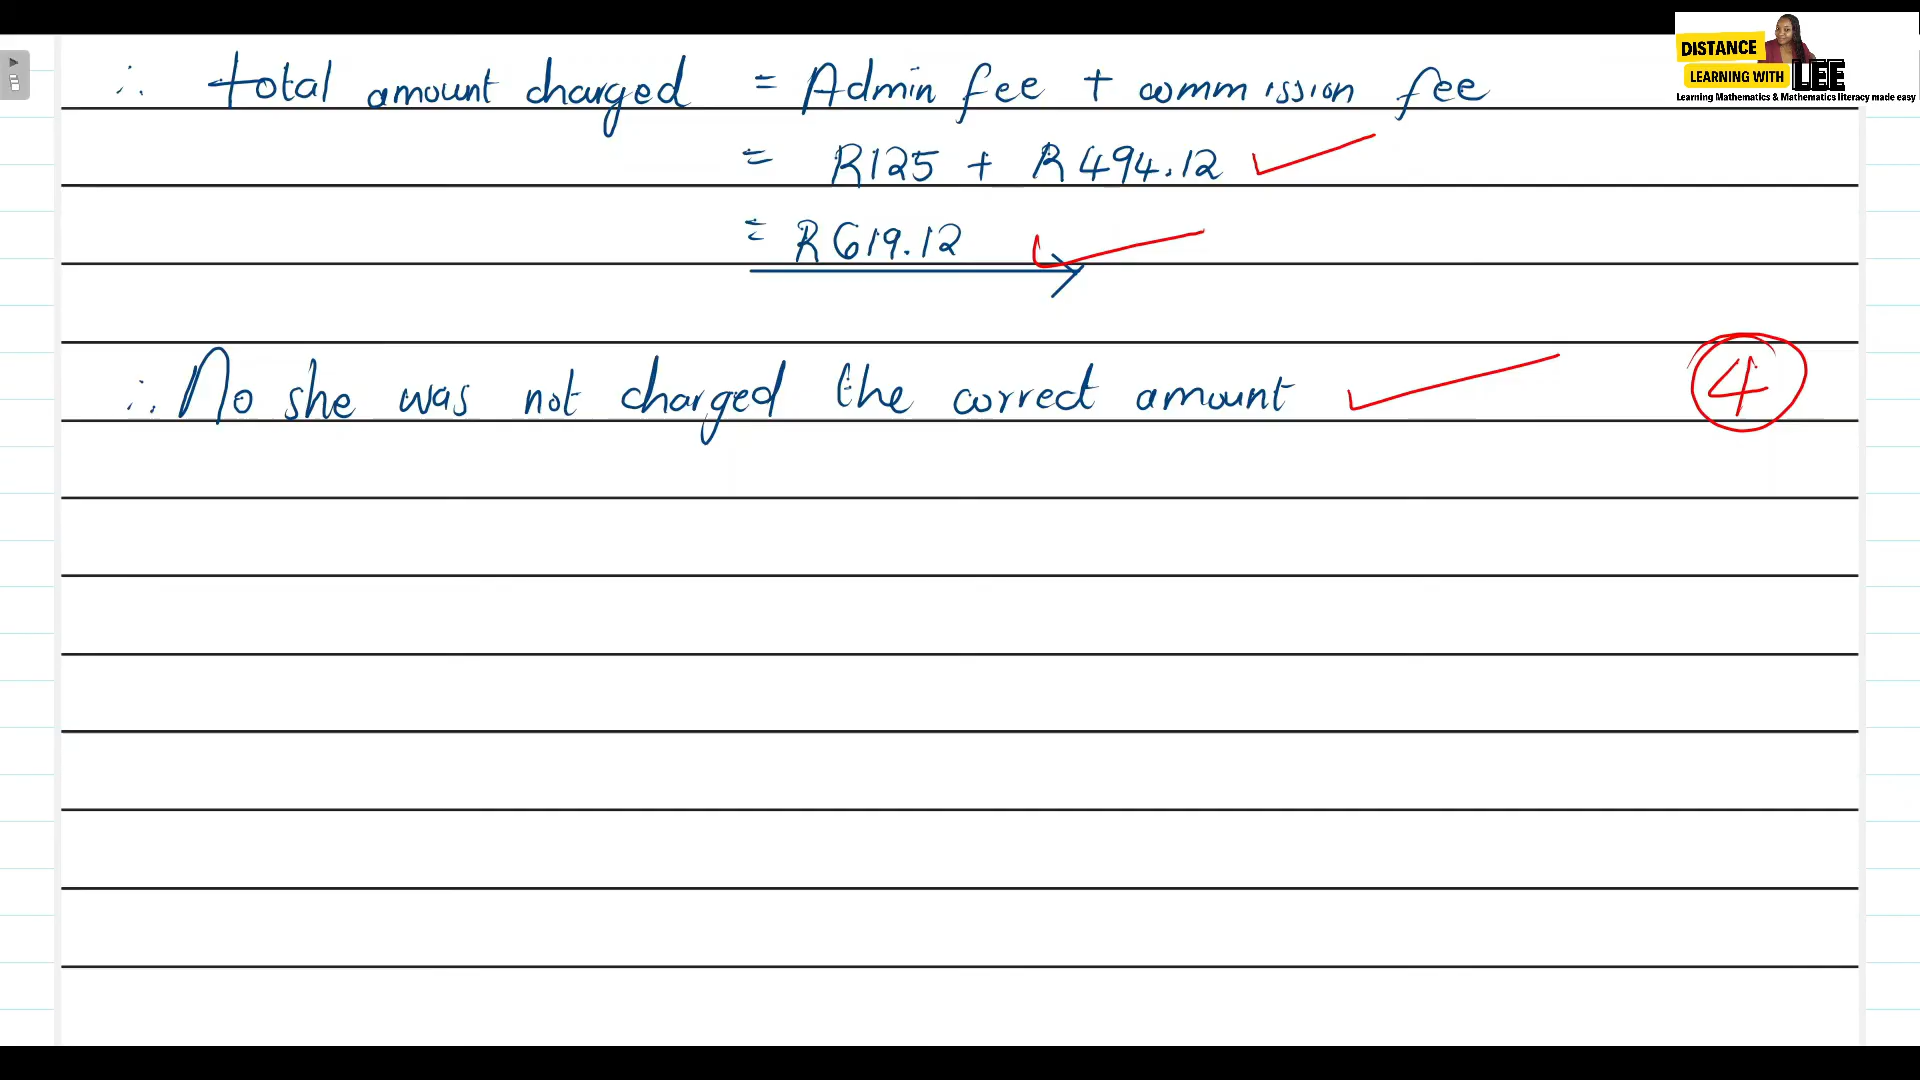 ∴ total amount charged = Admin fee + commission fee
= R125 + R494.12
= R619.12
∴ No she was not charged the correct amount
4
DISTANCE
LEARNING WITH LEE
Learning Mathematics & Mathematics literacy made easy